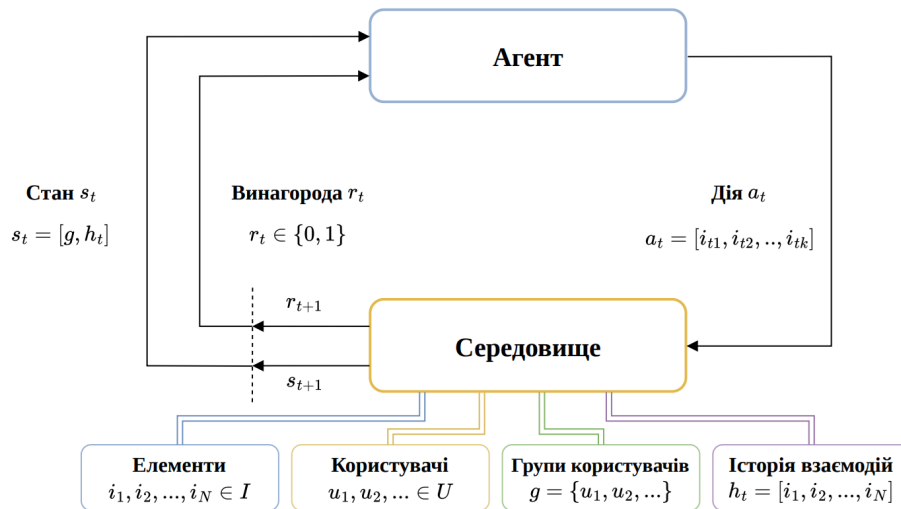 Агент
Стан $s_t$
$s_t = [g, h_t]$
Винагорода $r_t$
$r_t \in \{0, 1\}$
Дія $a_t$
$a_t = [i_{t1}, i_{t2}, .., i_{tk}]$
$r_{t+1}$
Середовище
$s_{t+1}$
Елементи
$i_1, i_2, ..., i_N \in I$
Користувачі
$u_1, u_2, ... \in U$
Групи користувачів
$g = \{u_1, u_2, ...\}$
Історія взаємодій
$h_t = [i_1, i_2, ..., i_N]$